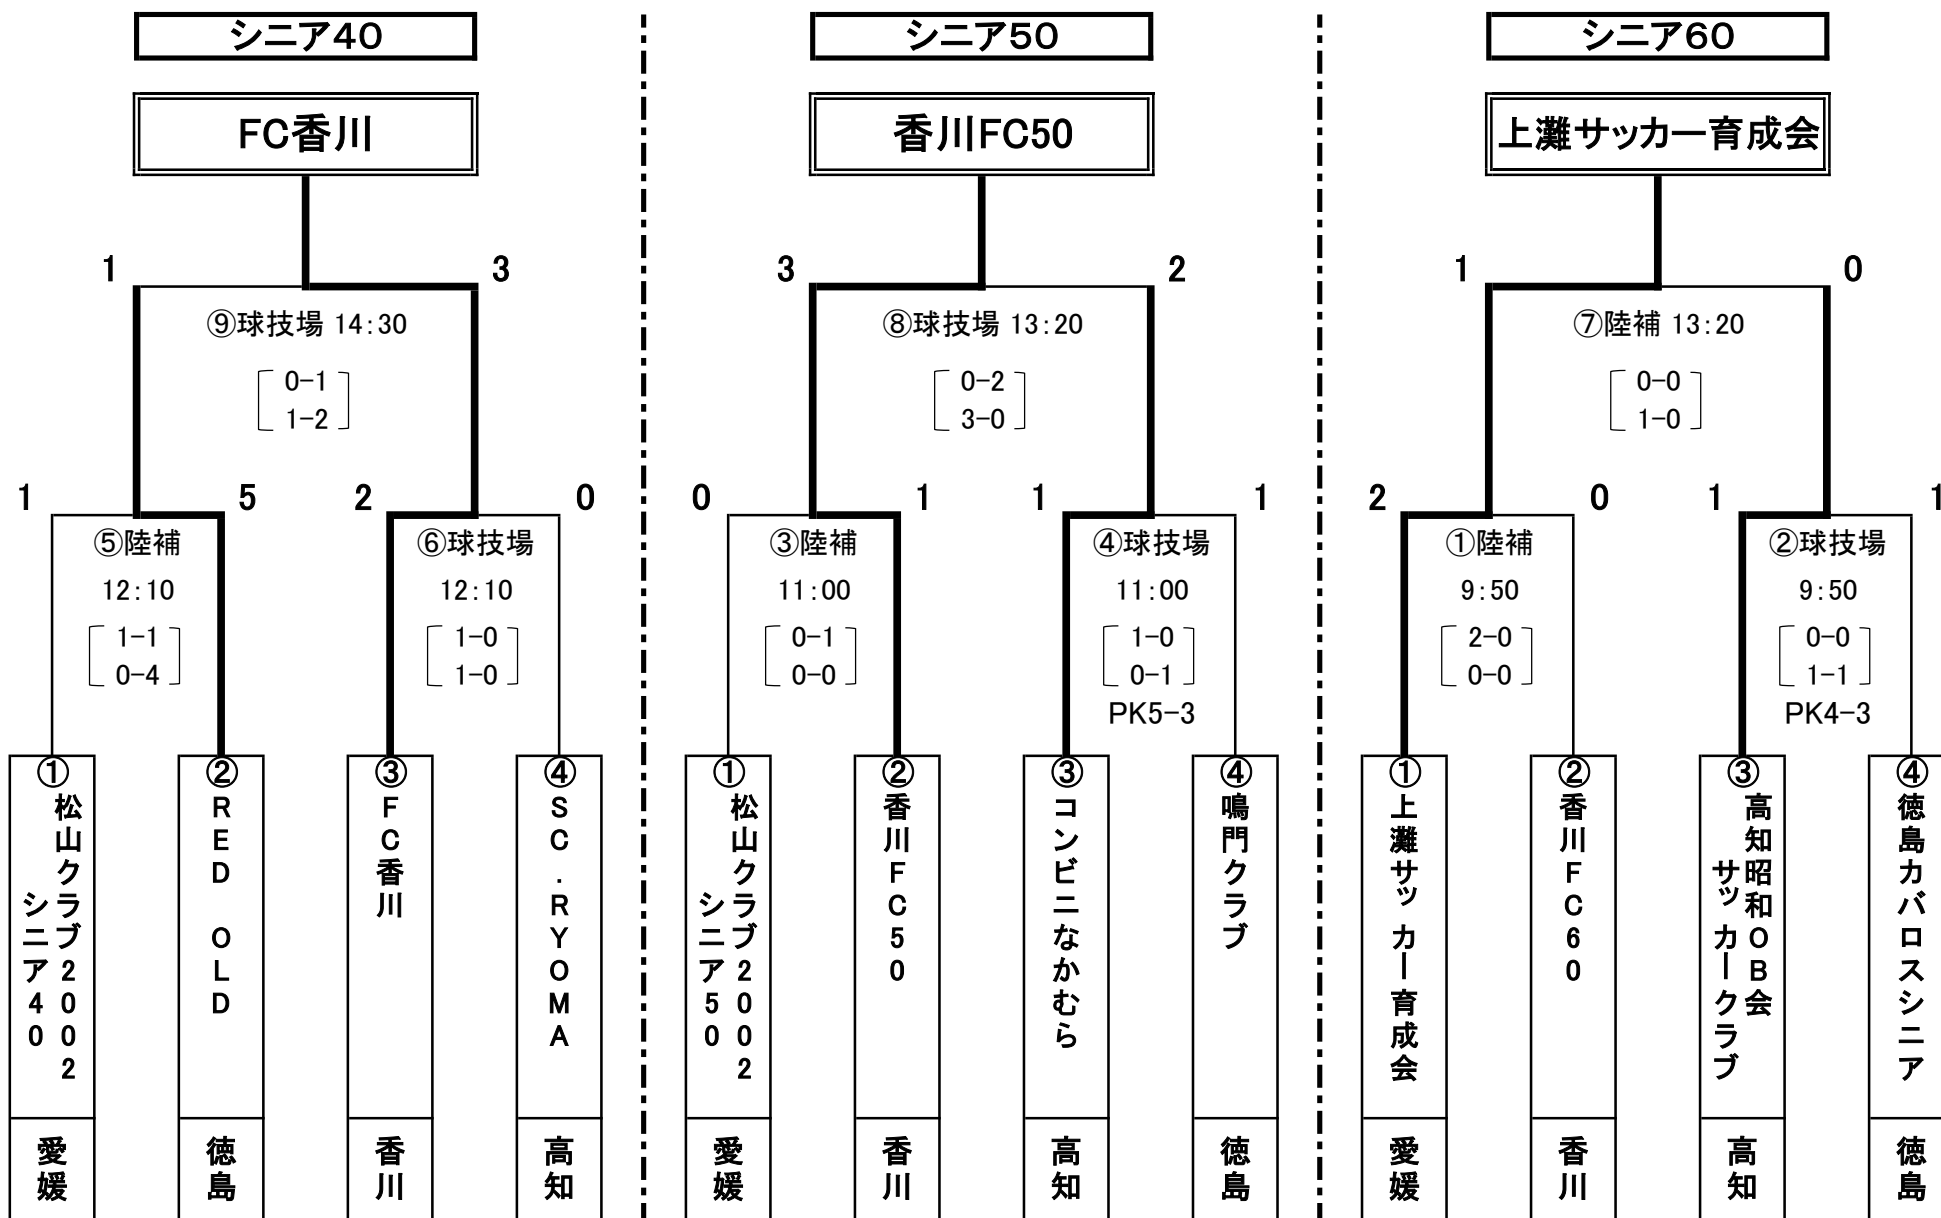 シニア40
FC香川
1
3
⑨球技場 14:30
0-1
1-2
1
5
2
0
⑤陸補
12:10
1-1
0-4
⑥球技場
12:10
1-0
1-0
①
松山クラブ2002
シニア40
愛媛
②
RED OLD
徳島
③
FC香川
香川
④
SC.RYOMA
高知
シニア50
香川FC50
3
2
⑧球技場 13:20
0-2
3-0
0
1
1
1
③陸補
11:00
0-1
0-0
④球技場
11:00
1-0
0-1
PK5-3
①
松山クラブ2002
シニア50
愛媛
②
香川FC50
香川
③
コンビニなかむら
高知
④
鳴門クラブ
徳島
シニア60
上灘サッカー育成会
1
0
⑦陸補 13:20
0-0
1-0
2
0
1
1
①陸補
9:50
2-0
0-0
②球技場
9:50
0-0
1-1
PK4-3
①
上灘サッカー育成会
愛媛
②
香川FC60
香川
③
高知昭和OB会
サッカークラブ
高知
④
徳島カバロスシニア
徳島